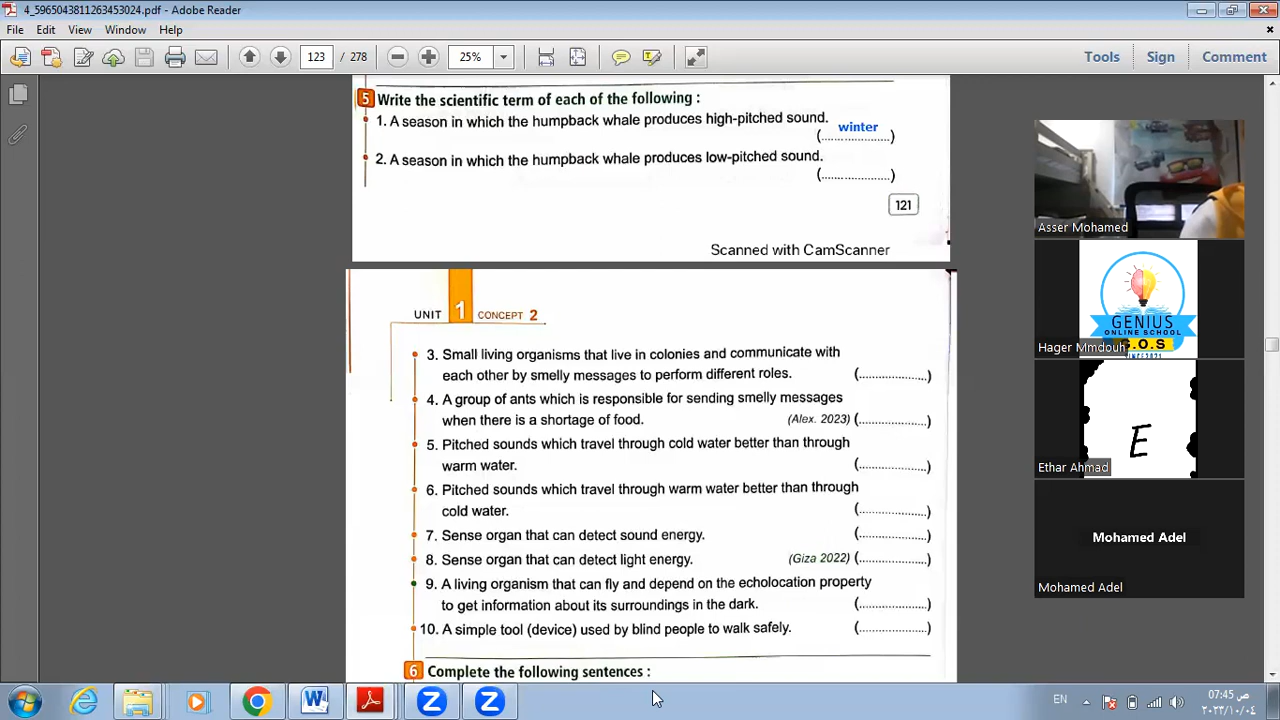 4_5965043811263453024.pdf - Adobe Reader
File Edit View Window Help
123 / 278 25% Tools Sign Comment
5 Write the scientific term of each of the following :
1. A season in which the humpback whale produces high-pitched sound.
(winter)
2. A season in which the humpback whale produces low-pitched sound.
(....................)
121
Scanned with CamScanner
UNIT 1 CONCEPT 2
3. Small living organisms that live in colonies and communicate with
each other by smelly messages to perform different roles. (....................)
4. A group of ants which is responsible for sending smelly messages
when there is a shortage of food. (Alex. 2023) (....................)
5. Pitched sounds which travel through cold water better than through
warm water. (....................)
6. Pitched sounds which travel through warm water better than through
cold water. (....................)
7. Sense organ that can detect sound energy. (....................)
8. Sense organ that can detect light energy. (Giza 2022) (....................)
9. A living organism that can fly and depend on the echolocation property
to get information about its surroundings in the dark. (....................)
10. A simple tool (device) used by blind people to walk safely. (....................)
6 Complete the following sentences :
Asser Mohamed
GENIUS
ONLINE SCHOOL
G.O.S
SINCE2021
Hager Mmdouh
E
Ethar Ahmad
Mohamed Adel
Mohamed Adel
EN
07:45 ص
٢٠٢٣/١٠/٠٤